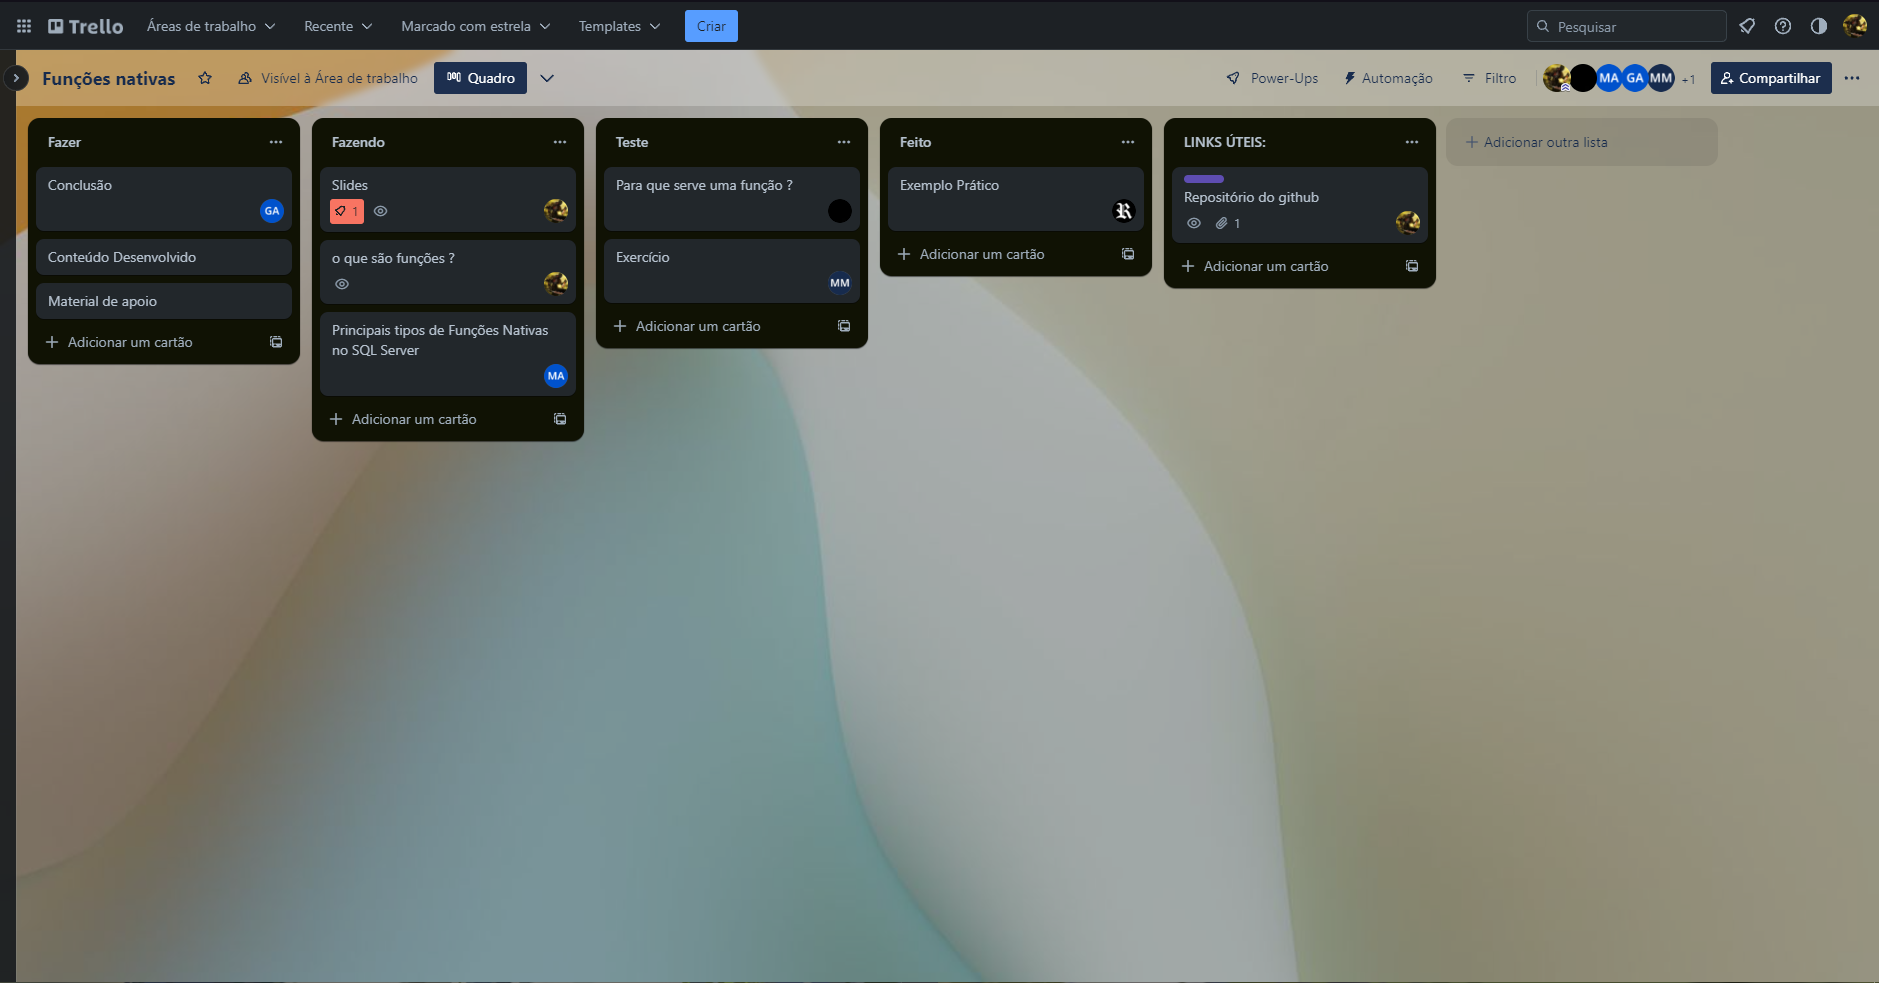 Trello
Áreas de trabalho
Recente
Marcado com estrela
Templates
Criar
Pesquisar
Funções nativas
Visível à Área de trabalho
Quadro
Power-Ups
Automação
Filtro
MA
GA
MM
+1
Compartilhar
Fazer
Conclusão
GA
Conteúdo Desenvolvido
Material de apoio
Adicionar um cartão
Fazendo
Slides
1
o que são funções ?
Principais tipos de Funções Nativas
no SQL Server
MA
Adicionar um cartão
Teste
Para que serve uma função ?
Exercício
MM
Adicionar um cartão
Feito
Exemplo Prático
R
Adicionar um cartão
LINKS ÚTEIS:
Repositório do github
1
Adicionar um cartão
Adicionar outra lista